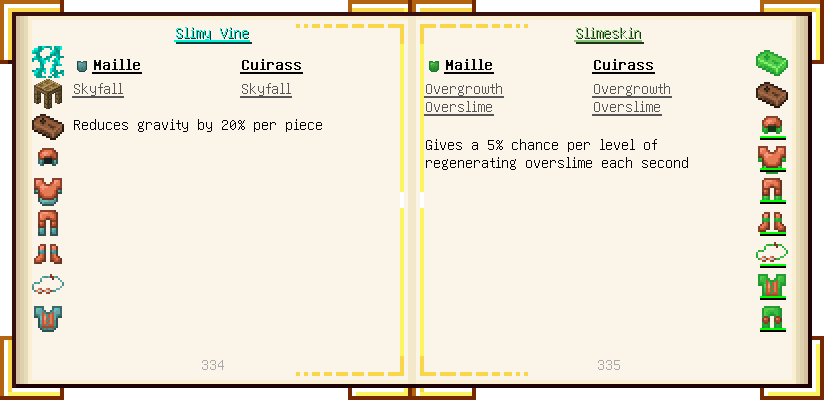 Slimy Vine
Maille Cuirass
Skyfall Skyfall
Reduces gravity by 20% per piece
334
Slimeskin
Maille Cuirass
Overgrowth Overgrowth
Overslime Overslime
Gives a 5% chance per level of
regenerating overslime each second
335